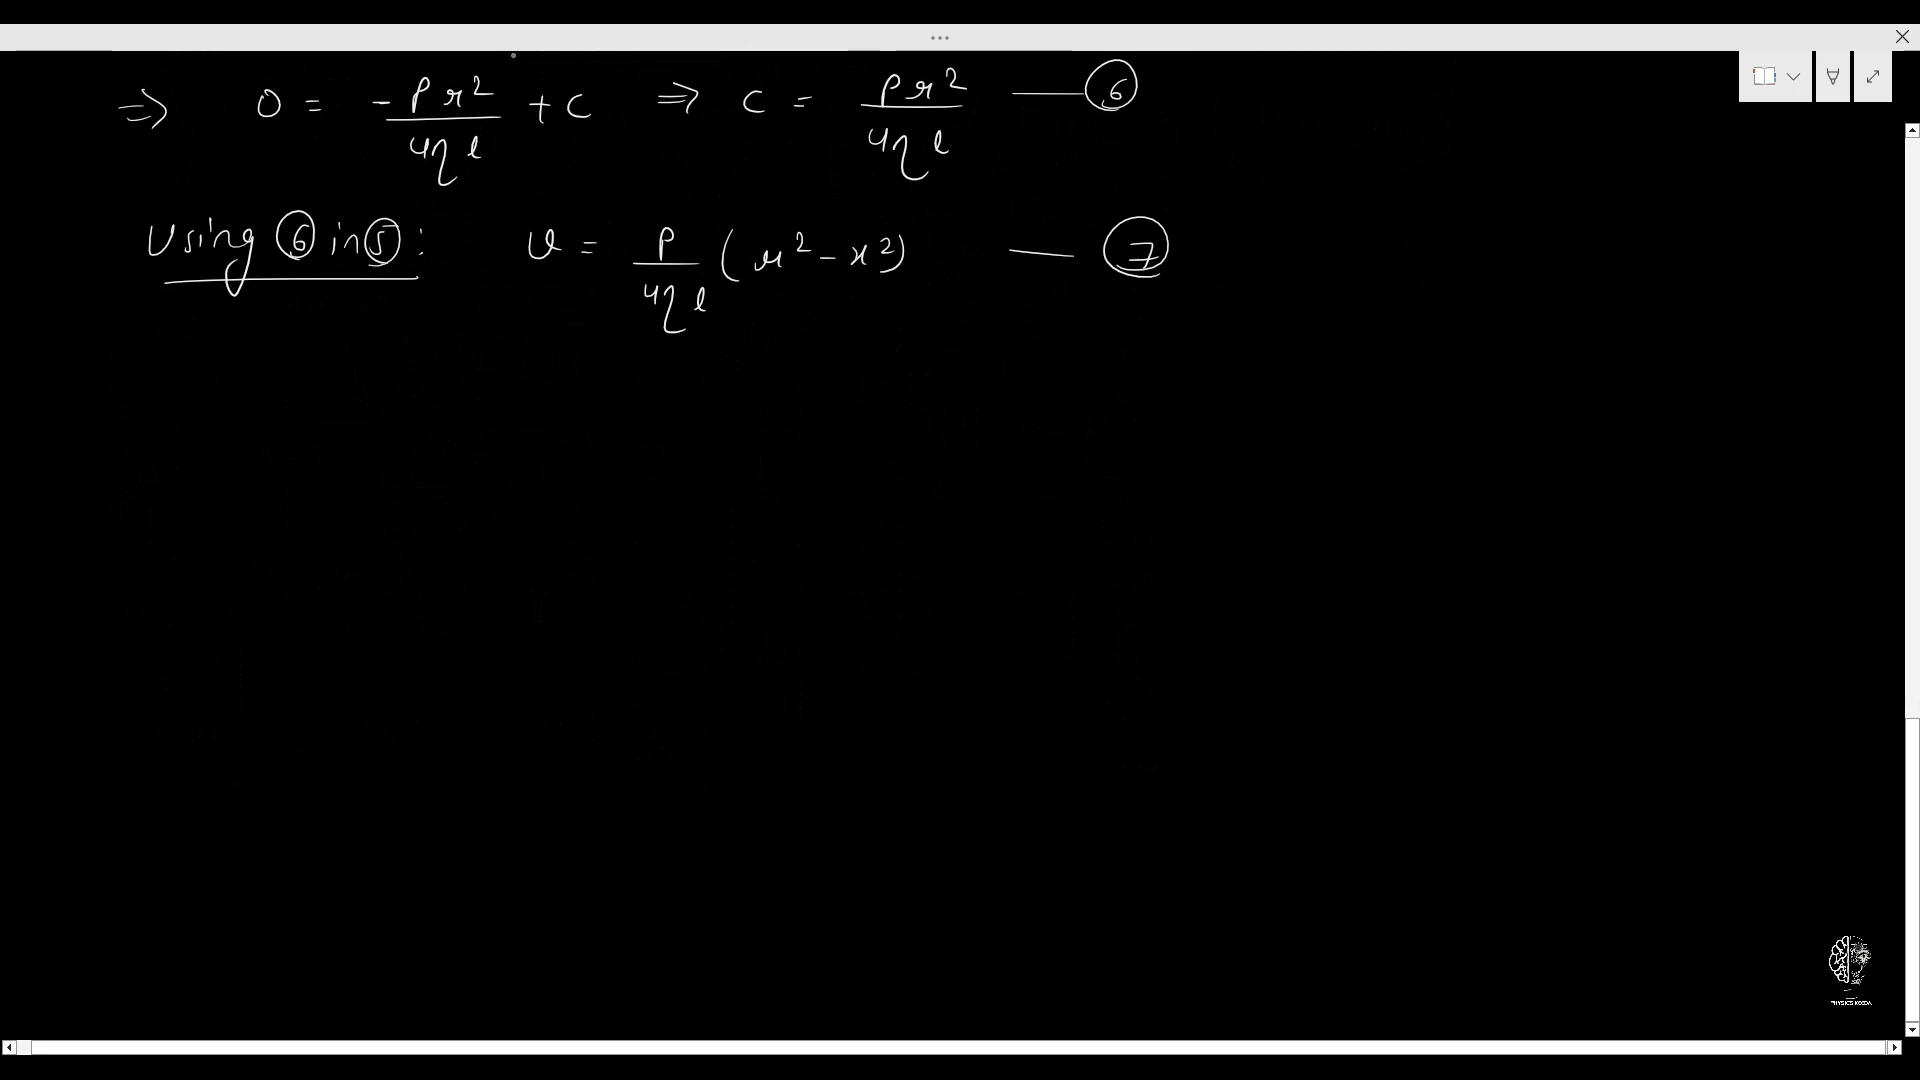 ⇒ 0 = -Pr²/4ηl + C ⇒ C = Pr²/4ηl — ⑥
Using ⑥ in ⑤: v = P/4ηl (r² - x²) — ⑦